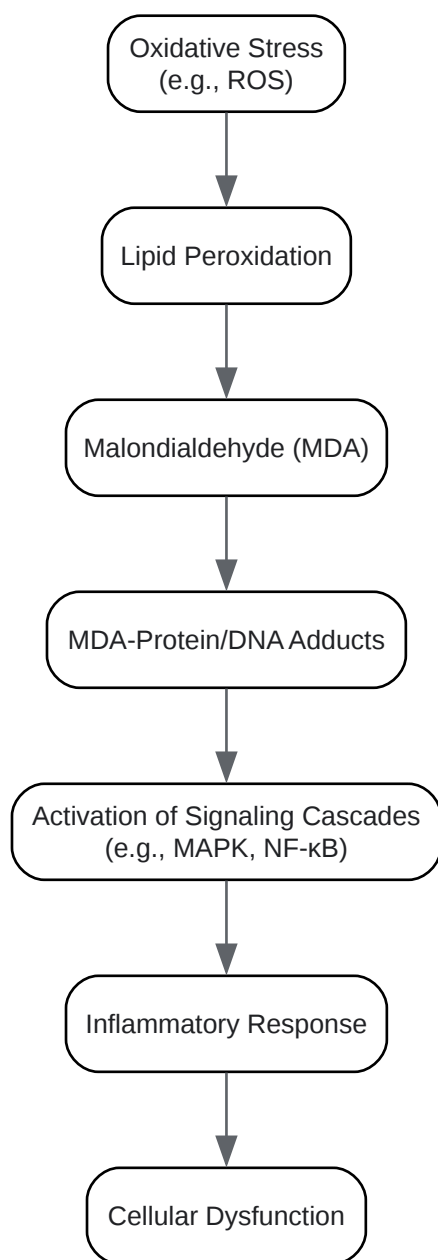 Oxidative Stress
(e.g., ROS)
Lipid Peroxidation
Malondialdehyde (MDA)
MDA-Protein/DNA Adducts
Activation of Signaling Cascades
(e.g., MAPK, NF-κB)
Inflammatory Response
Cellular Dysfunction